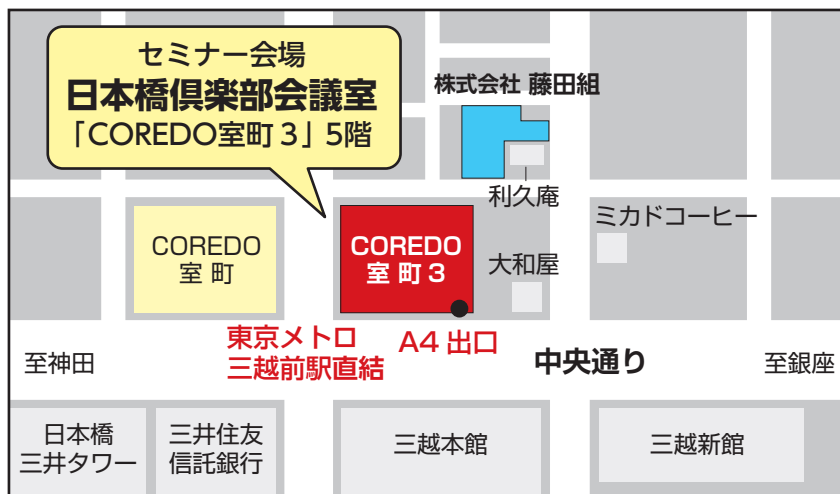 セミナー会場
日本橋倶楽部会議室
「COREDO室町3」5階
株式会社 藤田組
利久庵
ミカドコーヒー
COREDO
室町
COREDO
室町3
大和屋
東京メトロ
三越前駅直結
A4 出口
中央通り
至神田
至銀座
日本橋
三井タワー
三井住友
信託銀行
三越本館
三越新館